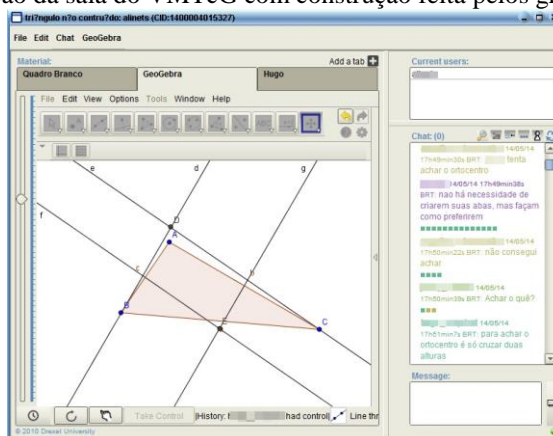 ão da sala do VMTcG com construção feita pelos g
tri?ngulo n?o contru?do: alinets (CID:1400004015327)
File Edit Chat GeoGebra
Material:
Add a tab
Quadro Branco
GeoGebra
Hugo
File Edit View Options Tools Window Help
e
d
g
f
D
A
c
b
B
E
C
Take Control
[History:
had control
Line thr
© 2010 Drexel University
Current users:
Chat: (0)
14/05/14
17h49min30s BRT:
tenta
achar o ortocentro
14/05/14 17h49min38s
BRT: nao há necessidade de
criarem suas abas, mas façam
como preferirem
14/05/14
17h50min22s BRT: não consegui
achar
14/05/14
17h50min39s BRT: Achar o quê?
14/05/14
17h51min7s BRT: para achar o
ortocentro é só cruzar duas
alturas
Message: